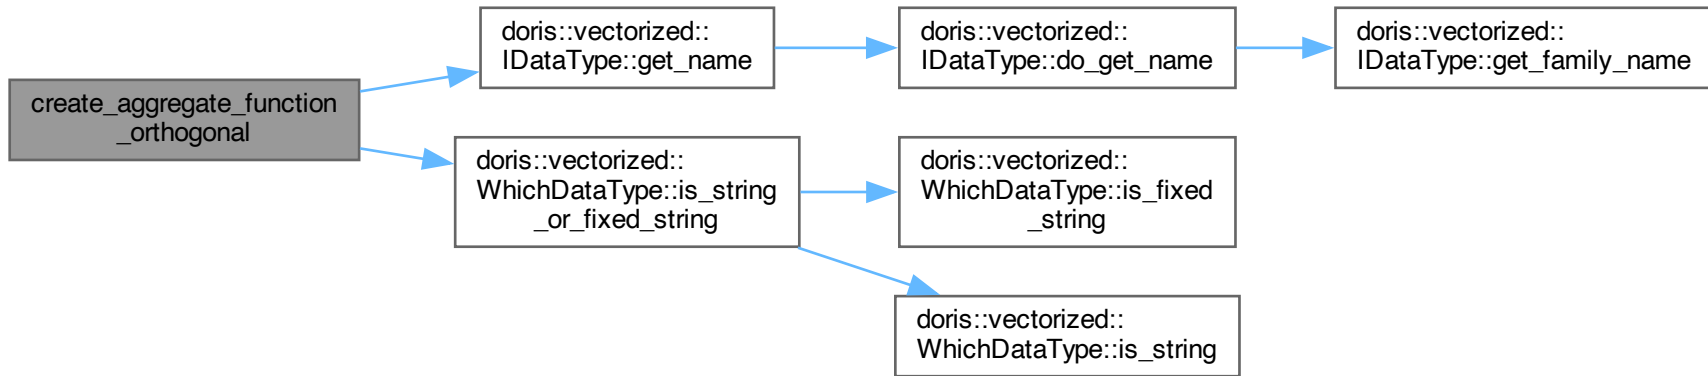 create_aggregate_function
_orthogonal
doris::vectorized::
IDataType::get_name
doris::vectorized::
IDataType::do_get_name
doris::vectorized::
IDataType::get_family_name
doris::vectorized::
WhichDataType::is_string
_or_fixed_string
doris::vectorized::
WhichDataType::is_fixed
_string
doris::vectorized::
WhichDataType::is_string